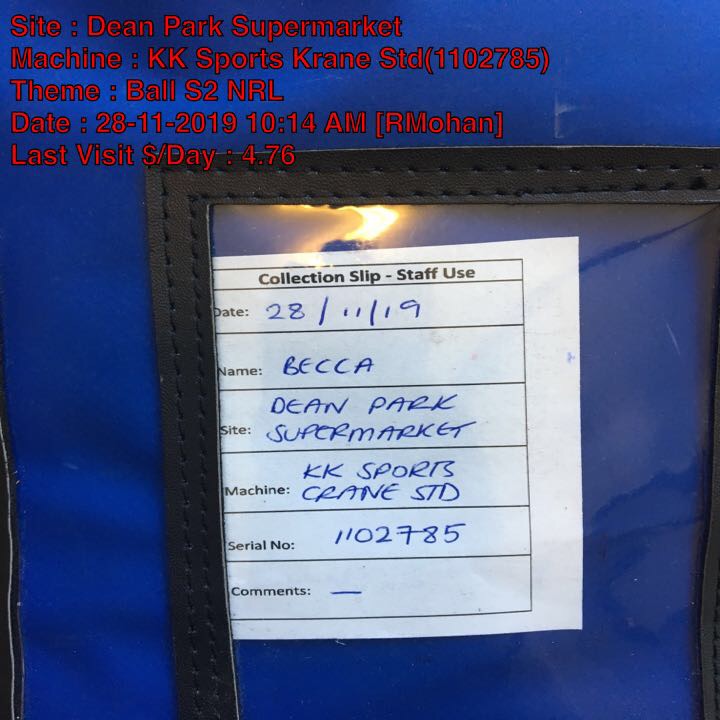 Site : Dean Park Supermarket
Machine : KK Sports Krane Std(1102785)
Theme : Ball S2 NRL
Date : 28-11-2019 10:14 AM [RMohan]
Last Visit $/Day : 4.76
Collection Slip - Staff Use
Date: 28/11/19
Name: BECCA
DEAN PARK
Site: SUPERMARKET
KK SPORTS
Machine: CRANE STD
Serial No: 1102785
Comments: —